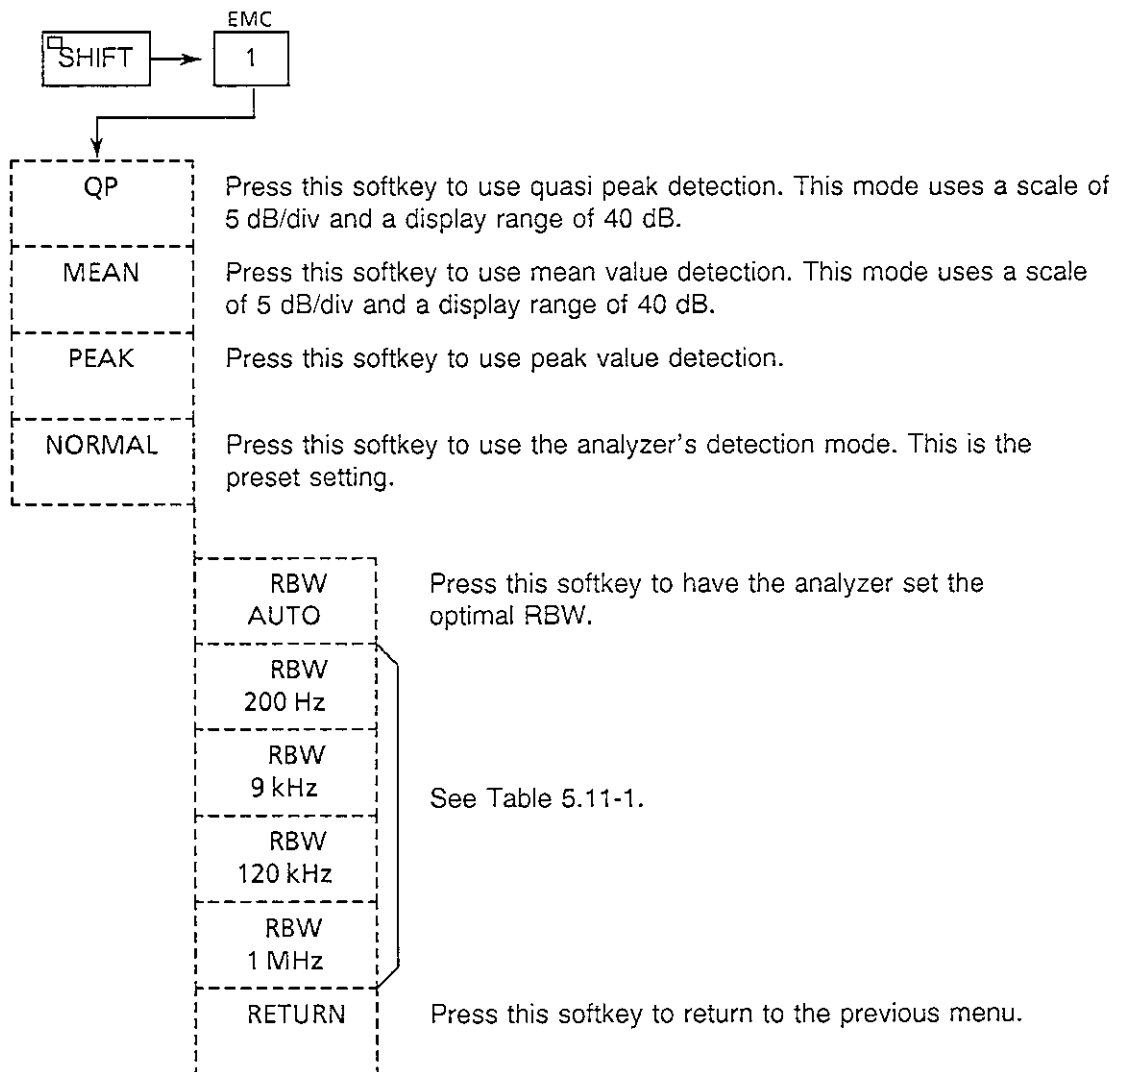 EMC
SHIFT
1
QP
Press this softkey to use quasi peak detection. This mode uses a scale of
5 dB/div and a display range of 40 dB.
MEAN
Press this softkey to use mean value detection. This mode uses a scale
of 5 dB/div and a display range of 40 dB.
PEAK
Press this softkey to use peak value detection.
NORMAL
Press this softkey to use the analyzer's detection mode. This is the
preset setting.
RBW
AUTO
Press this softkey to have the analyzer set the
optimal RBW.
RBW
200 Hz
RBW
9 kHz
See Table 5.11-1.
RBW
120 kHz
RBW
1 MHz
RETURN
Press this softkey to return to the previous menu.